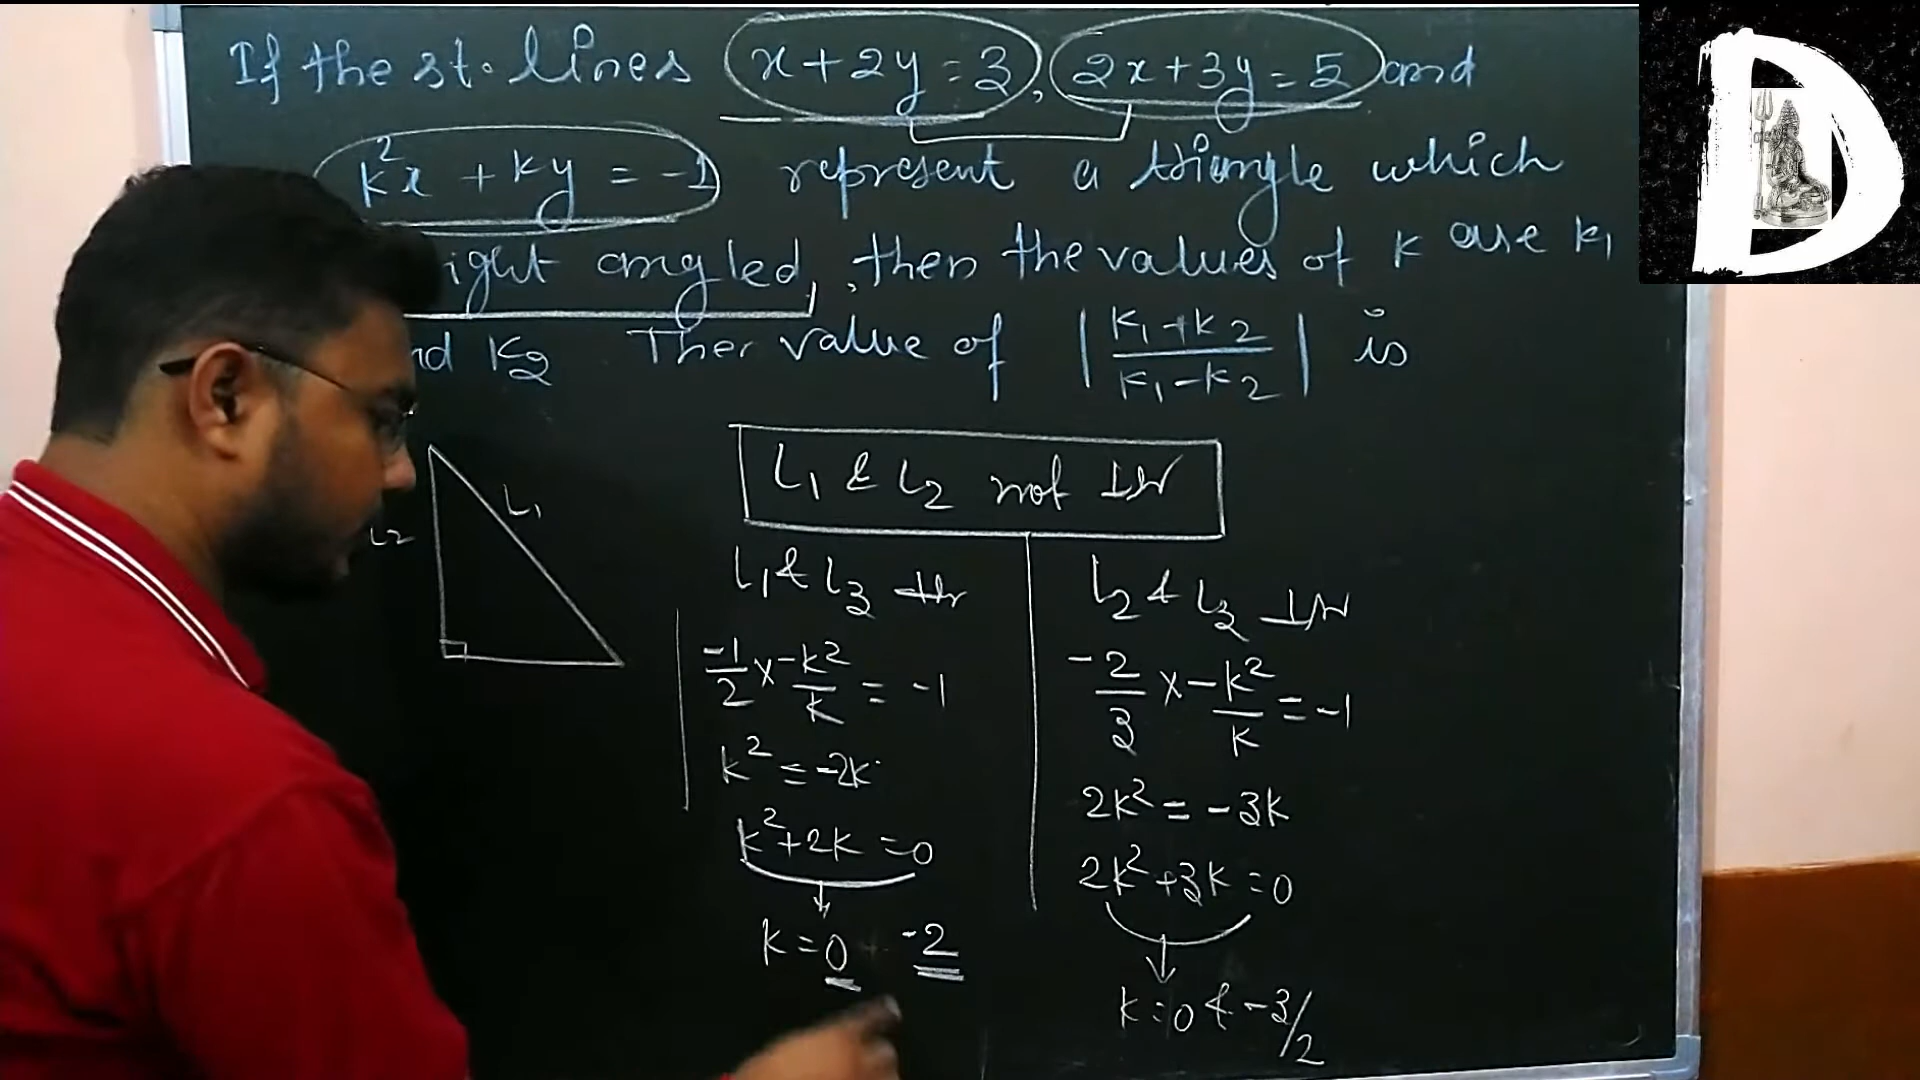 If the st. lines x+2y=3, 2x+3y=5 and
k²x + ky = -1 represent a triangle which
ight angled, then the values of k are k₁
nd k₂ Then value of |k₁+k₂/k₁-k₂| is
L₁ & L₂ not ⊥r
L₁
L₂
L₁ & L₃ ⊥r
-1/2 x -k²/k = -1
k² = -2k
k²+2k=0
k=0 -2
L₂ & L₃ ⊥r
-2/3 x -k²/k = -1
2k² = -3k
2k²+3k=0
k=0 & -3/2
D